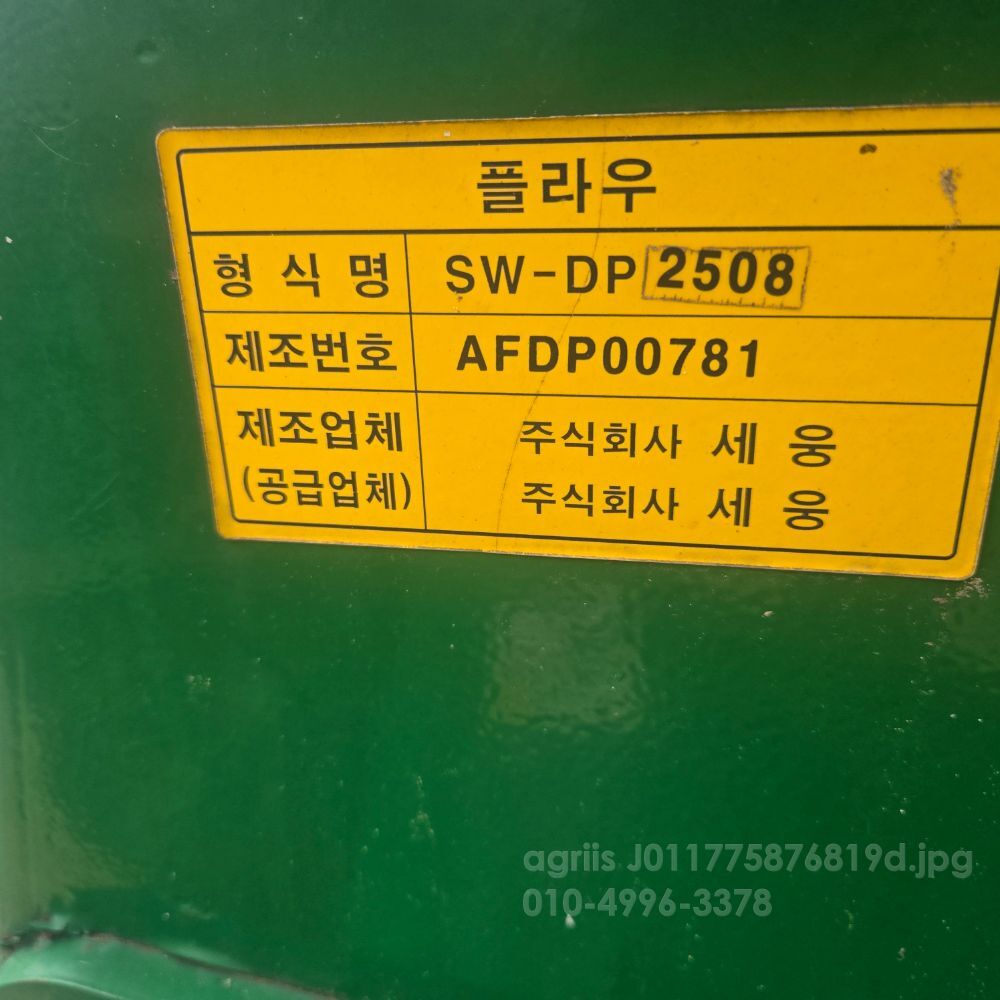 플라우
형식명 SW-DP 2508
제조번호 AFDP00781
제조업체 주식회사 세웅
(공급업체) 주식회사 세웅
agriis J011775876819d.jpg
010-4996-3378